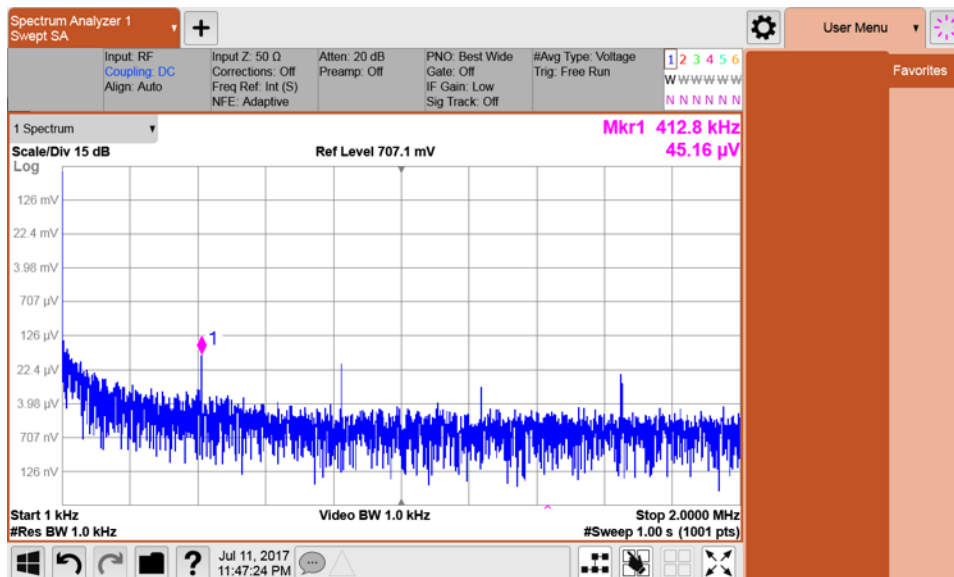 Spectrum Analyzer 1
Swept SA
+
User Menu
Favorites
Input: RF
Coupling: DC
Align: Auto
Input Z: 50 Ω
Corrections: Off
Freq Ref: Int (S)
NFE: Adaptive
Atten: 20 dB
Preamp: Off
PNO: Best Wide
Gate: Off
IF Gain: Low
Sig Track: Off
#Avg Type: Voltage
Trig: Free Run
1 2 3 4 5 6
W W W W W W
N N N N N N
1 Spectrum
Mkr1 412.8 kHz
45.16 µV
Scale/Div 15 dB
Ref Level 707.1 mV
Log
126 mV
22.4 mV
3.98 mV
707 µV
126 µV
1
22.4 µV
3.98 µV
707 nV
126 nV
Start 1 kHz
Video BW 1.0 kHz
Stop 2.0000 MHz
#Res BW 1.0 kHz
#Sweep 1.00 s (1001 pts)
?
Jul 11, 2017
11:47:24 PM